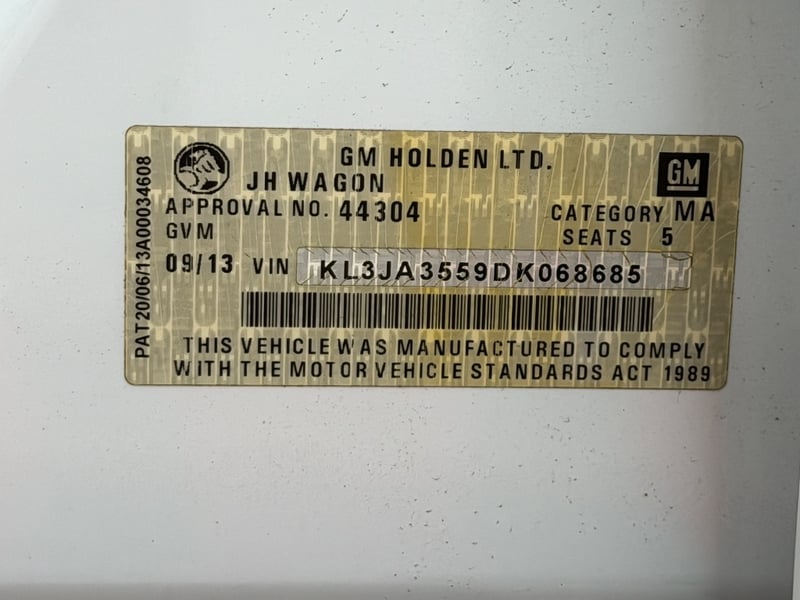 GM HOLDEN LTD.
GM
JH WAGON
APPROVAL NO. 44304
CATEGORY MA
GVM
SEATS 5
09/13 VIN KL3JA3559DK068685
THIS VEHICLE WAS MANUFACTURED TO COMPLY
WITH THE MOTOR VEHICLE STANDARDS ACT 1989
PAT20/06/13A00034608